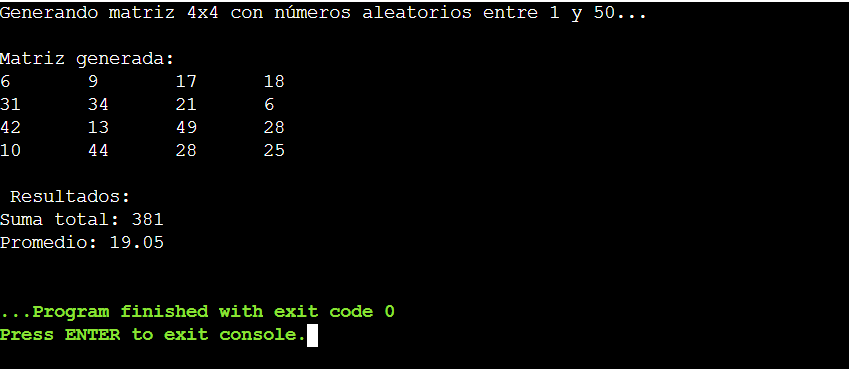 Generando matriz 4x4 con números aleatorios entre 1 y 50...
Matriz generada:
6 9 17 18
31 34 21 6
42 13 49 28
10 44 28 25
Resultados:
Suma total: 381
Promedio: 19.05
...Program finished with exit code 0
Press ENTER to exit console.